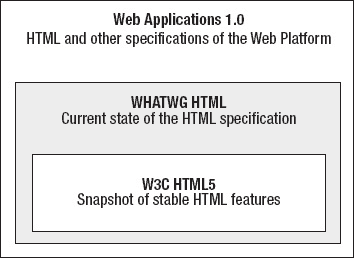 Web Applications 1.0
HTML and other specifications of the Web Platform
WHATWG HTML
Current state of the HTML specification
W3C HTML5
Snapshot of stable HTML features